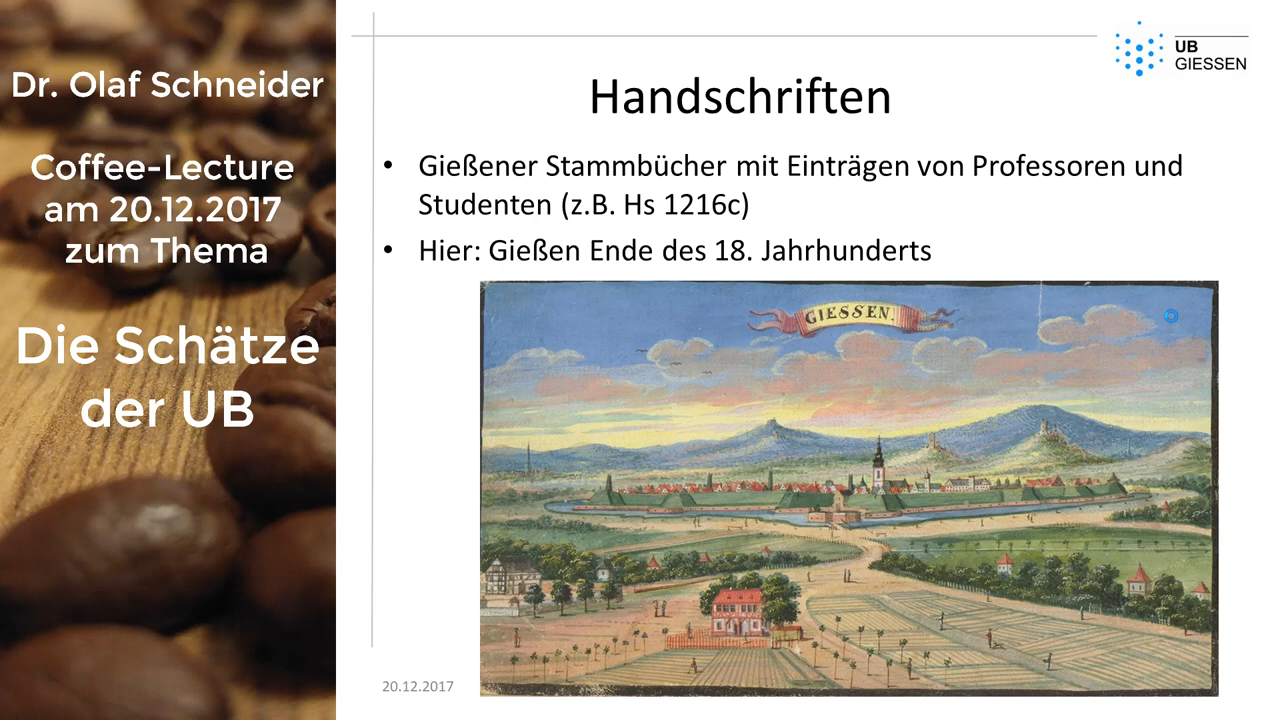 Dr. Olaf Schneider
Coffee-Lecture
am 20.12.2017
zum Thema
Die Schätze
der UB
UB
GIESSEN
Handschriften
• Gießener Stammbücher mit Einträgen von Professoren und
Studenten (z.B. Hs 1216c)
• Hier: Gießen Ende des 18. Jahrhunderts
GIESSEN.
20.12.2017